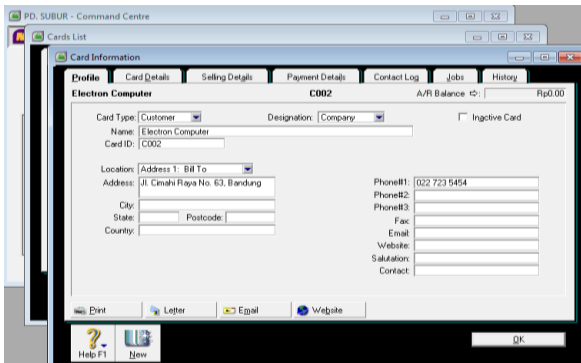 PD. SUBUR - Command Centre
Cards List
Card Information
Profile Card Details Selling Details Payment Details Contact Log Jobs History
Electron Computer C002 A/R Balance Rp0.00
Card Type: Customer Designation: Company Inactive Card
Name: Electron Computer
Card ID: C002
Location: Address 1: Bill To
Address: Jl. Cimahi Raya No. 63, Bandung Phone#1: 022 723 5454
Phone#2:
City: Phone#3:
State: Postcode: Fax:
Country: Email:
Website:
Salutation:
Contact:
Print Letter Email Website
Help F1 New OK